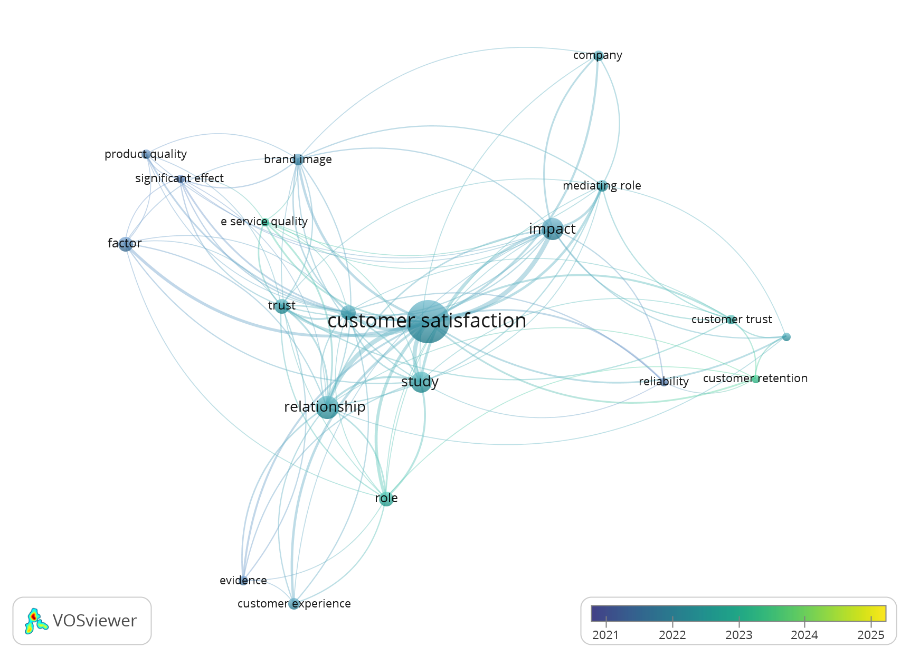 company
product quality
brand image
significant effect
mediating role
e service quality
impact
factor
trust
customer satisfaction
customer trust
study
reliability
customer retention
relationship
role
evidence
customer experience
VOSviewer
2021 2022 2023 2024 2025